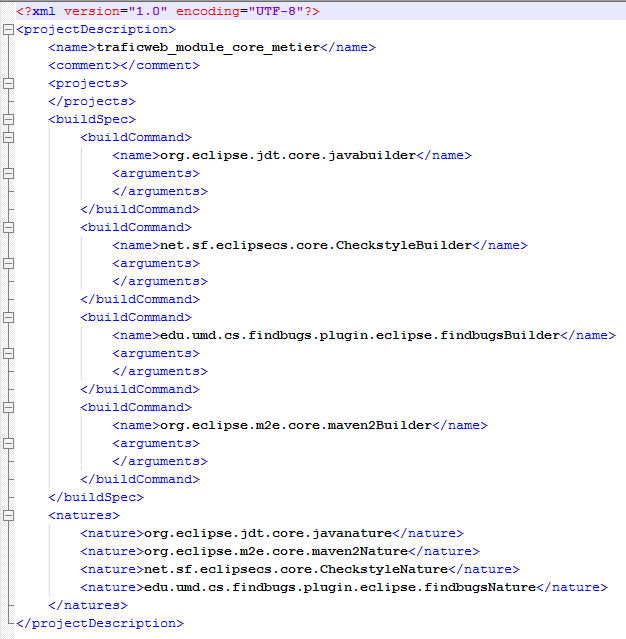 <?xml version="1.0" encoding="UTF-8"?>
<projectDescription>
<name>traficweb_module_core_metier</name>
<comment></comment>
<projects>
</projects>
<buildSpec>
<buildCommand>
<name>org.eclipse.jdt.core.javabuilder</name>
<arguments>
</arguments>
</buildCommand>
<buildCommand>
<name>net.sf.eclipsecs.core.CheckstyleBuilder</name>
<arguments>
</arguments>
</buildCommand>
<buildCommand>
<name>edu.umd.cs.findbugs.plugin.eclipse.findbugsBuilder</name>
<arguments>
</arguments>
</buildCommand>
<buildCommand>
<name>org.eclipse.m2e.core.maven2Builder</name>
<arguments>
</arguments>
</buildCommand>
</buildSpec>
<natures>
<nature>org.eclipse.jdt.core.javanature</nature>
<nature>org.eclipse.m2e.core.maven2Nature</nature>
<nature>net.sf.eclipsecs.core.CheckstyleNature</nature>
<nature>edu.umd.cs.findbugs.plugin.eclipse.findbugsNature</nature>
</natures>
</projectDescription>